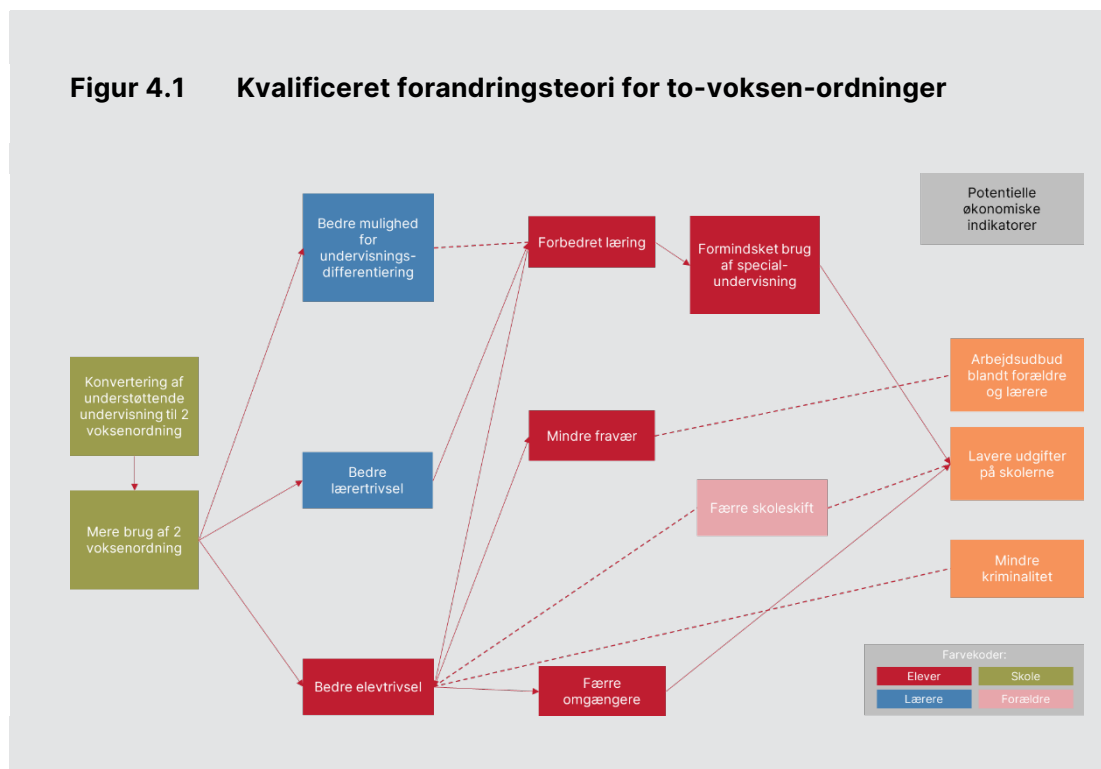 Figur 4.1 Kvalificeret forandringsteori for to-voksen-ordninger
Potentielle
økonomiske
indikatorer
Bedre mulighed
for
undervisnings-
differentiering
Forbedret læring
Formindsket brug
af special-
undervisning
Konvertering af
understøttende
undervisning til 2
voksenordning
Arbejdsudbud
blandt forældre
og lærere
Mindre fravær
Lavere udgifter
på skolerne
Bedre
lærertrivsel
Færre skoleskift
Mere brug af 2
voksenordning
Mindre
kriminalitet
Bedre elevtrivsel
Færre
omgængere
Farvekoder:
Elever
Skole
Lærere
Forældre